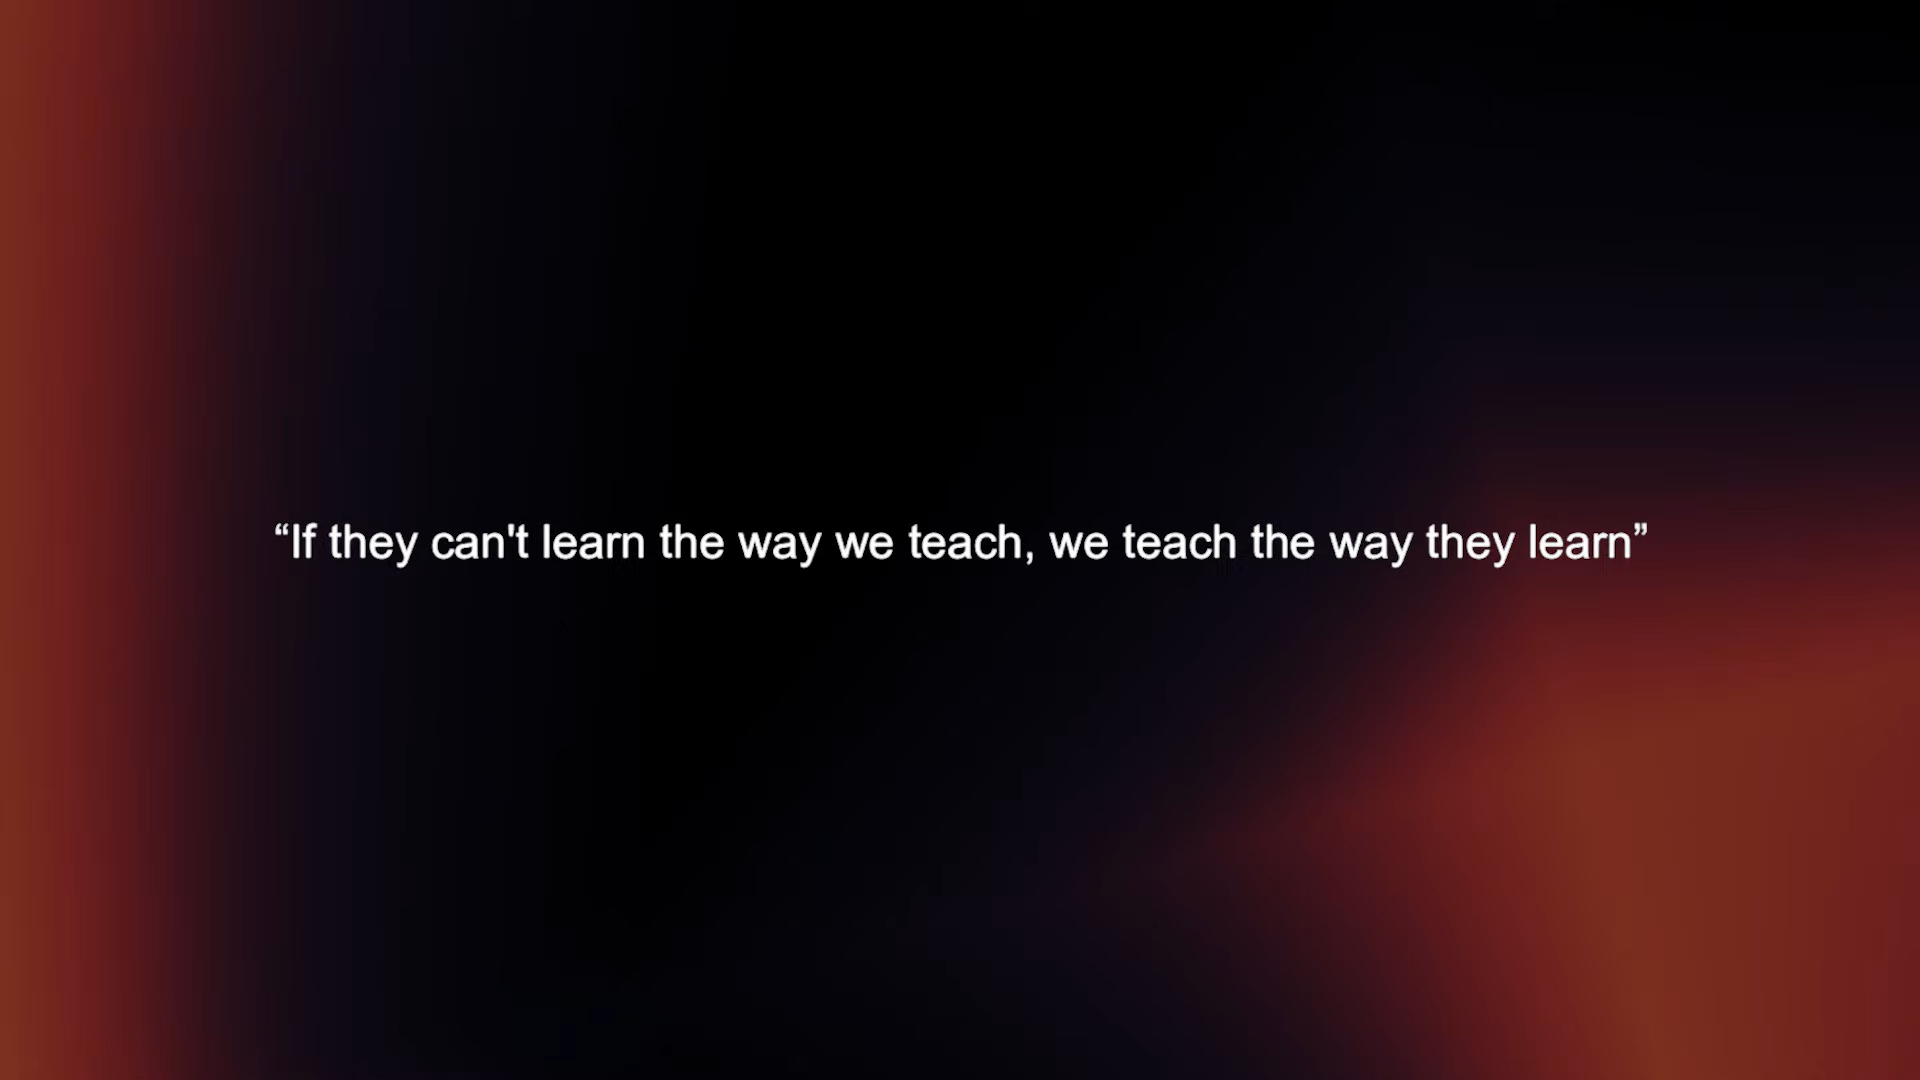 “If they can't learn the way we teach, we teach the way they learn”